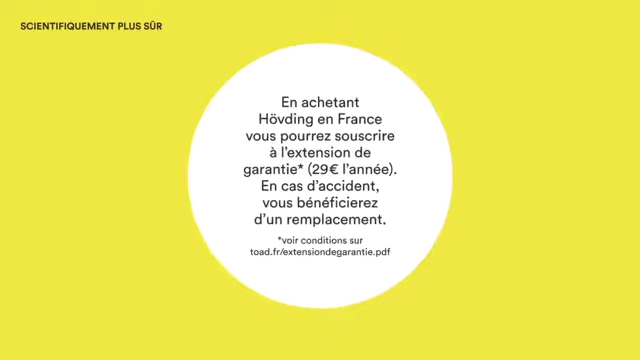 SCIENTIFIQUEMENT PLUS SÛR
En achetant
Hövding en France
vous pourrez souscrire
à l'extension de
garantie* (29€ l'année).
En cas d'accident,
vous bénéficierez
d'un remplacement.
*voir conditions sur
toad.fr/extensiondegarantie.pdf